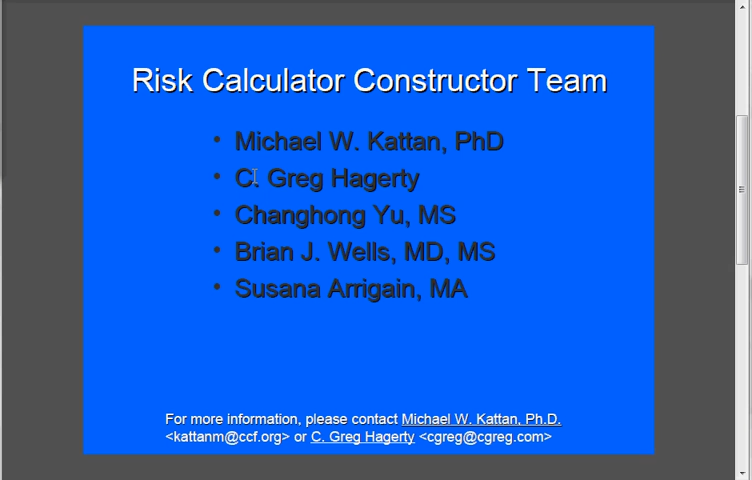 Risk Calculator Constructor Team
• Michael W. Kattan, PhD
• C. Greg Hagerty
• Changhong Yu, MS
• Brian J. Wells, MD, MS
• Susana Arrigain, MA
For more information, please contact Michael W. Kattan, Ph.D.
<kattanm@ccf.org> or C. Greg Hagerty <cgreg@cgreg.com>